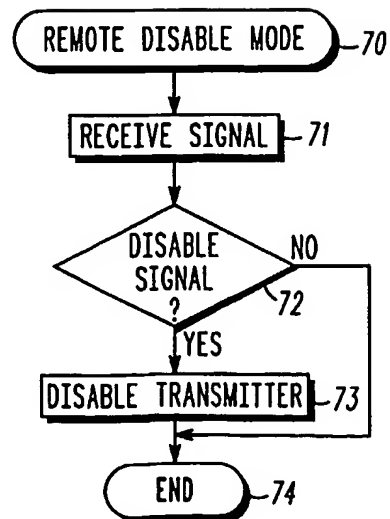 REMOTE DISABLE MODE 70
RECEIVE SIGNAL 71
DISABLE NO
SIGNAL
? 72
YES
DISABLE TRANSMITTER 73
END 74